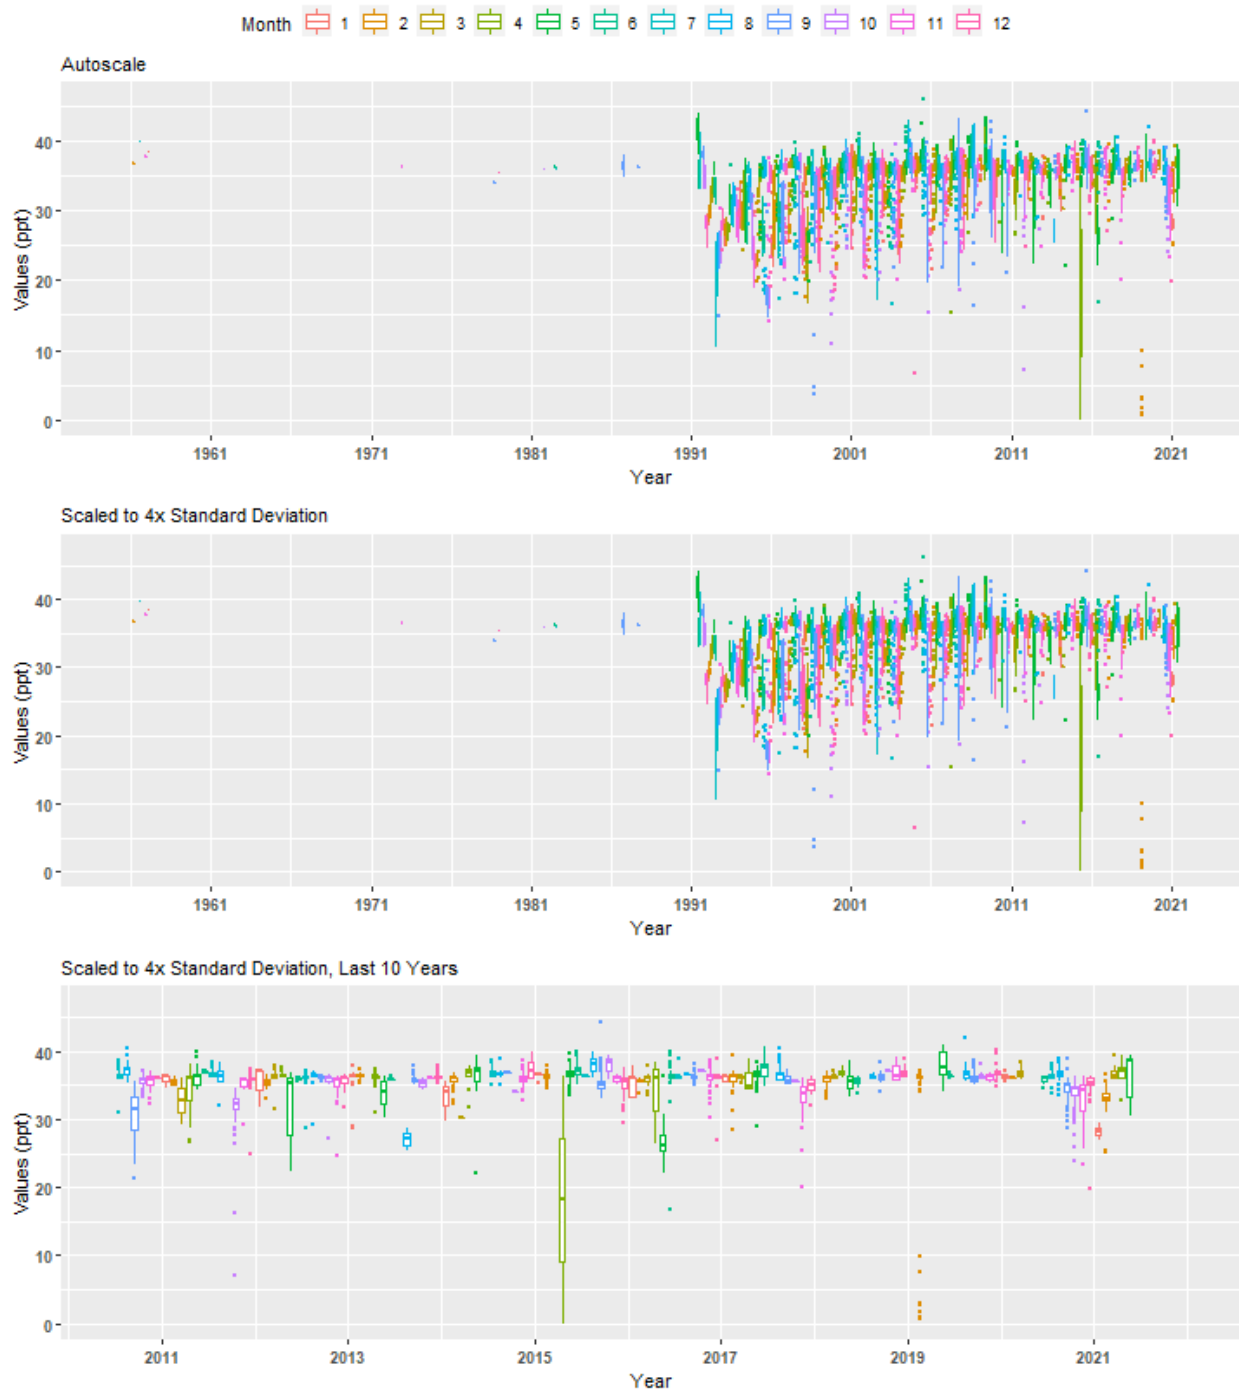 Month 1 2 3 4 5 6 7 8 9 10 11 12
Autoscale
40
30
20
10
0
Values (ppt)
1961 1971 1981 1991 2001 2011 2021
Year
Scaled to 4x Standard Deviation
40
30
20
10
0
Values (ppt)
1961 1971 1981 1991 2001 2011 2021
Year
Scaled to 4x Standard Deviation, Last 10 Years
40
30
20
10
0
Values (ppt)
2011 2013 2015 2017 2019 2021
Year